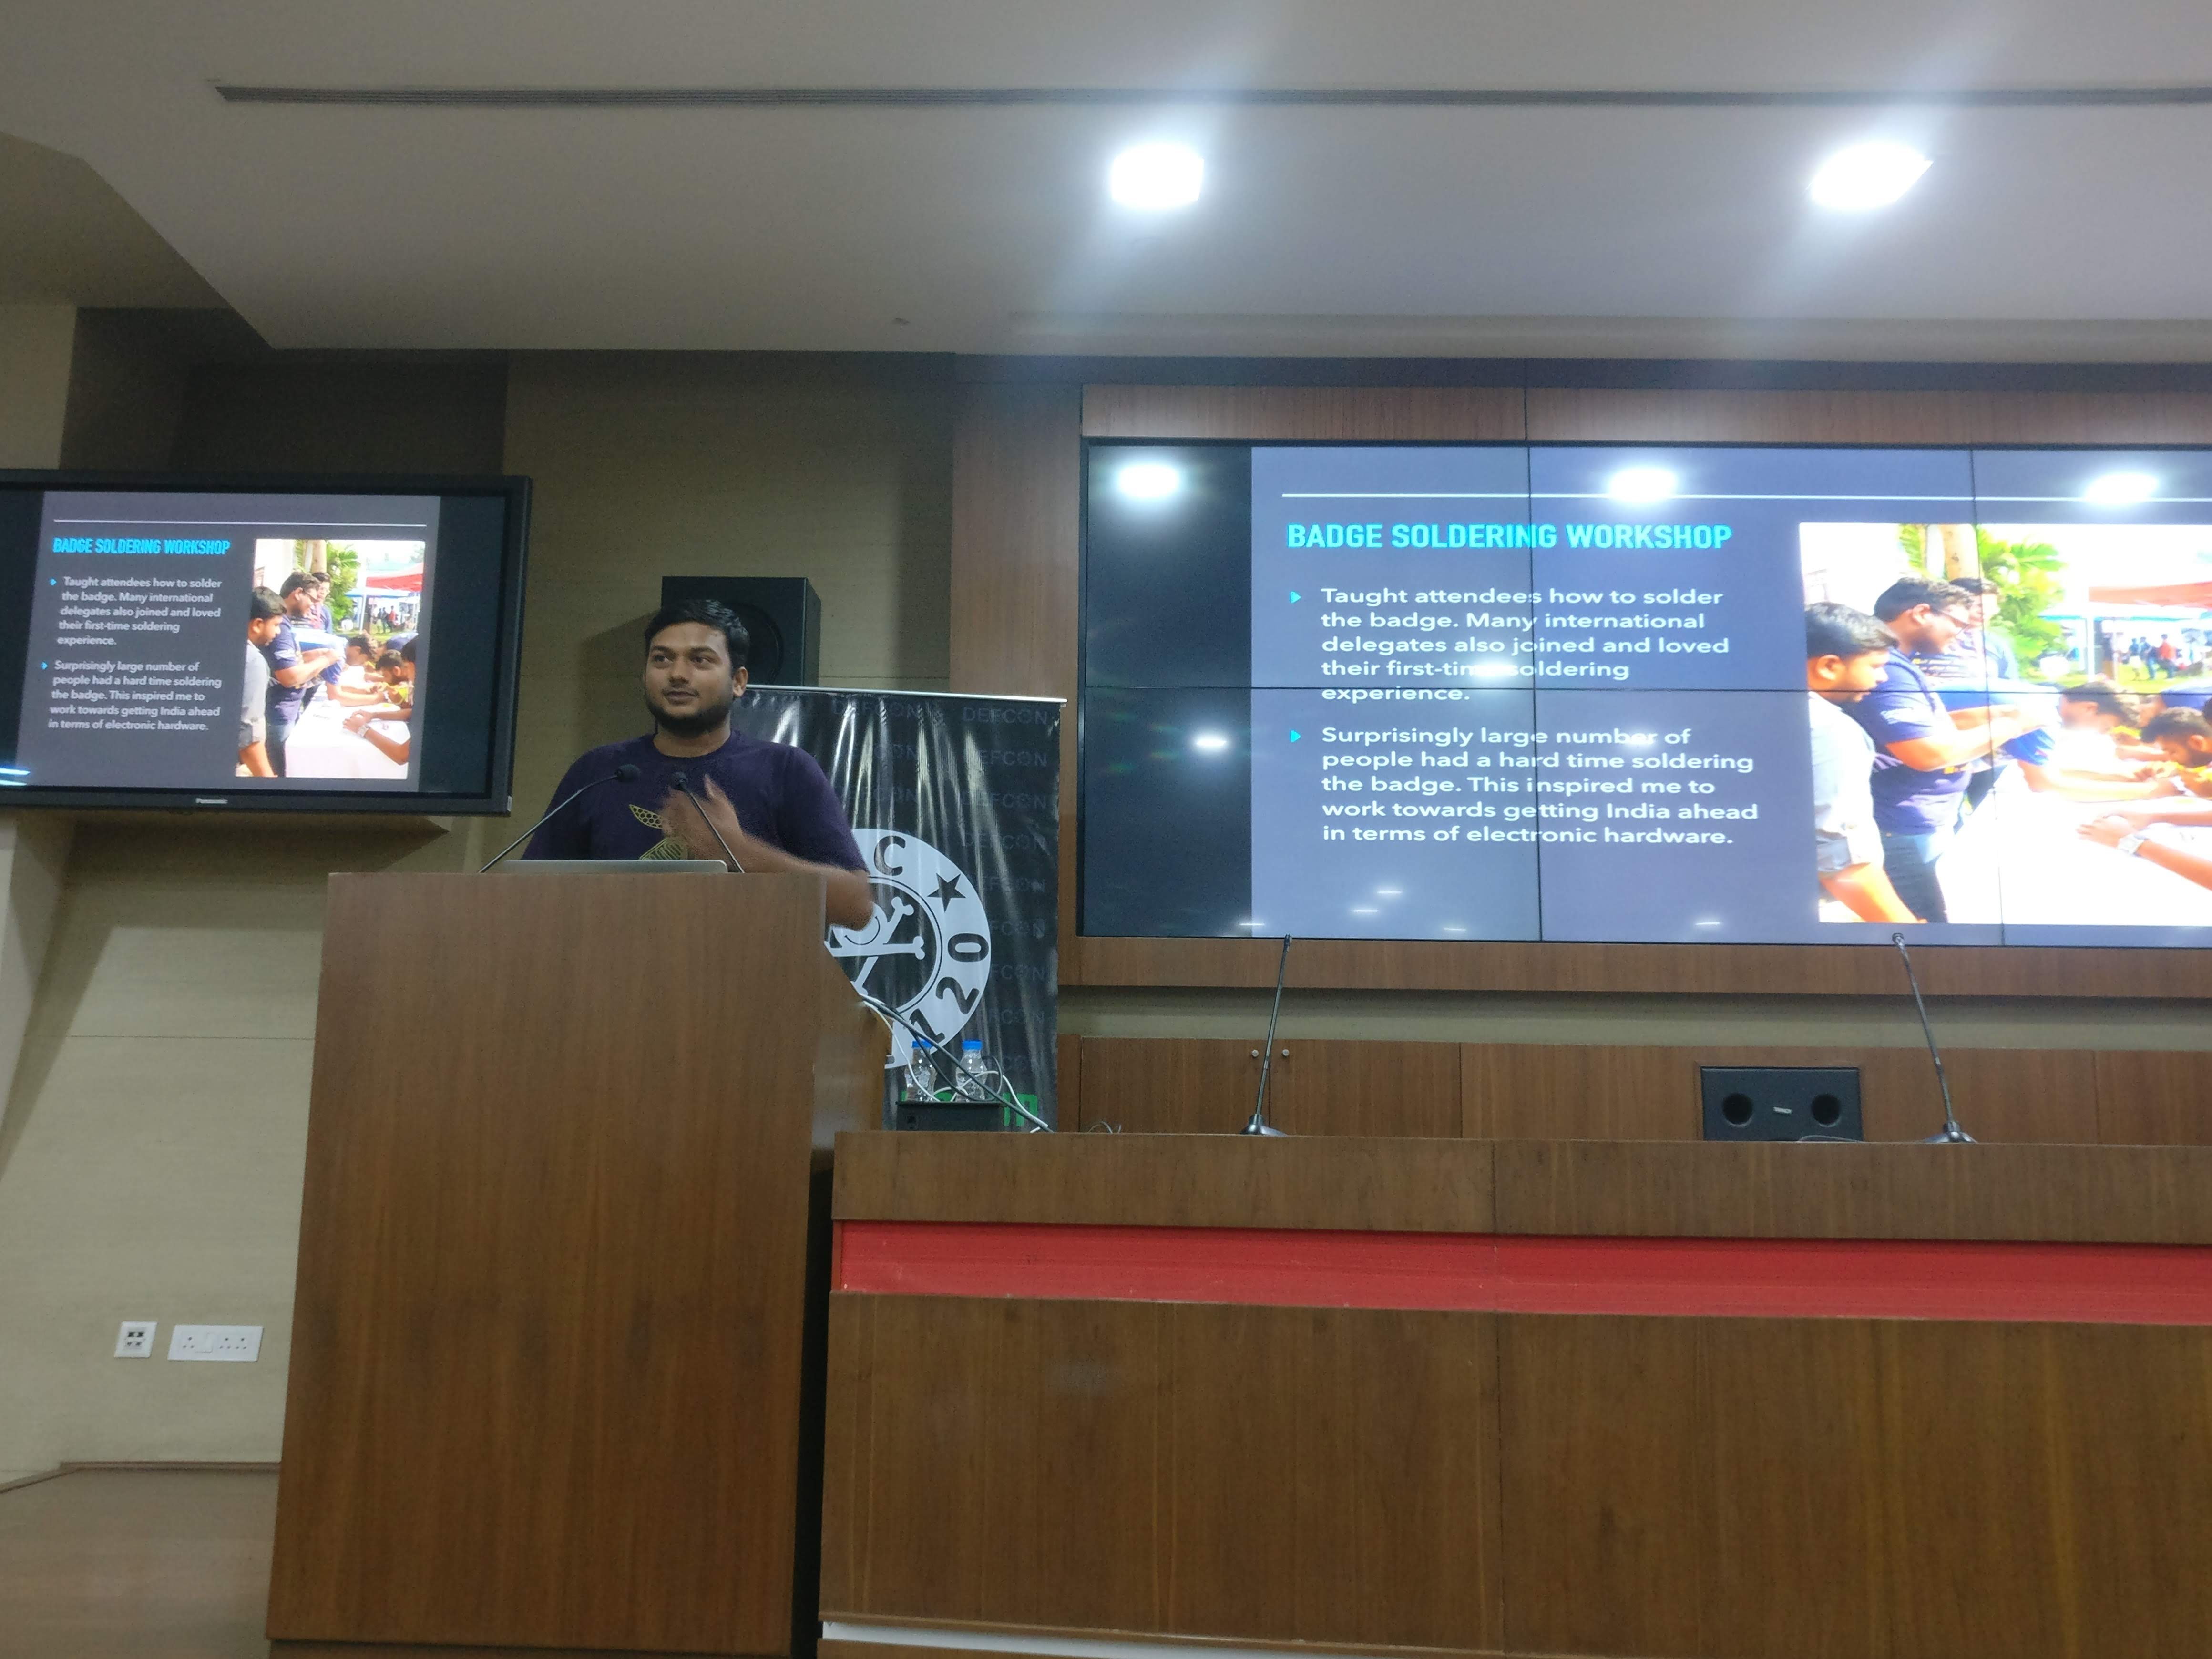 BADGE SOLDERING WORKSHOP
Taught attendees how to solder
the badge. Many international
delegates also joined and loved
their first-time soldering
experience.
Surprisingly large number of
people had a hard time soldering
the badge. This inspired me to
work towards getting India ahead
in terms of electronic hardware.
Panasonic
DEFCON
DEFCON
DEFCON
DEFCON
C ★
120
BADGE SOLDERING WORKSHOP
Taught attendees how to solder
the badge. Many international
delegates also joined and loved
their first-time soldering
experience.
Surprisingly large number of
people had a hard time soldering
the badge. This inspired me to
work towards getting India ahead
in terms of electronic hardware.